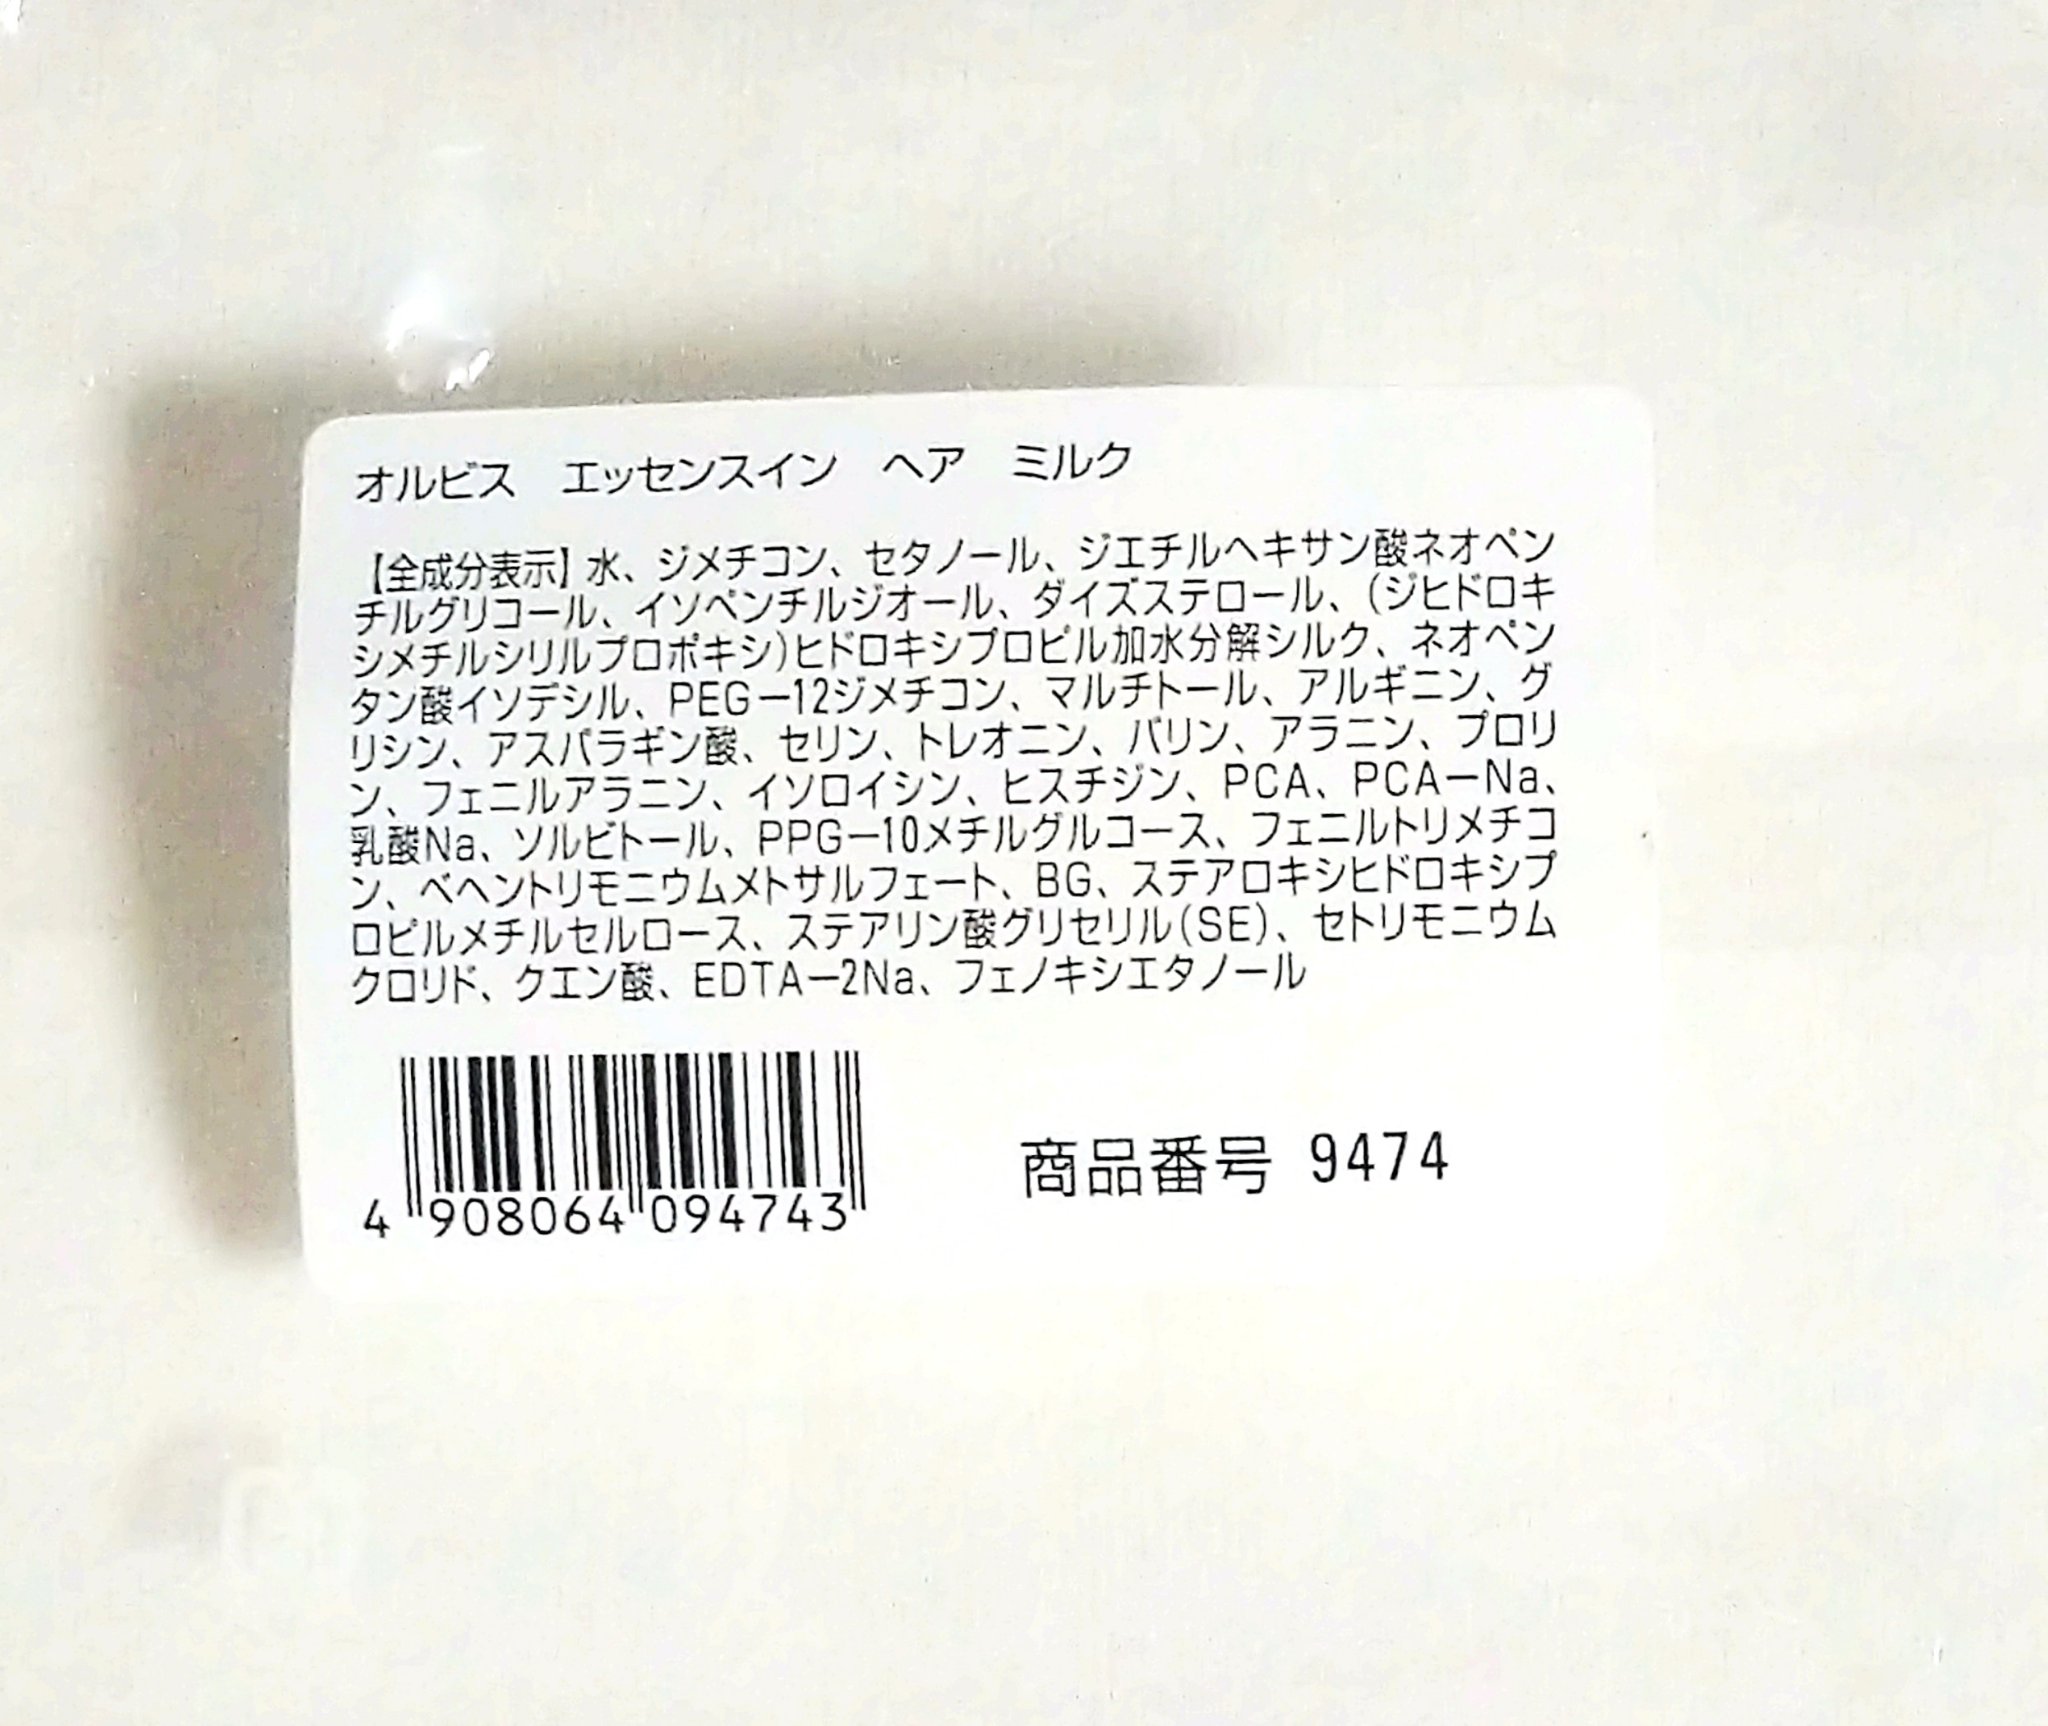 オルビス　エッセンスイン　ヘア　ミルク
【全成分表示】水、ジメチコン、セタノール、ジエチルヘキサン酸ネオペン
チルグリコール、イソペンチルジオール、ダイズステロール、(ジヒドロキ
シメチルシリルプロポキシ)ヒドロキシプロピル加水分解シルク、ネオペン
タン酸イソデシル、PEG－12ジメチコン、マルチトール、アルギニン、グ
リシン、アスパラギン酸、セリン、トレオニン、バリン、アラニン、プロリ
ン、フェニルアラニン、イソロイシン、ヒスチジン、PCA、PCA－Na、
乳酸Na、ソルビトール、PPG－10メチルグルコース、フェニルトリメチコ
ン、ベヘントリモニウムメトサルフェート、BG、ステアロキシヒドロキシプ
ロピルメチルセルロース、ステアリン酸グリセリル(SE)、セトリモニウム
クロリド、クエン酸、EDTA－2Na、フェノキシエタノール
商品番号 9474
4 908064 094743